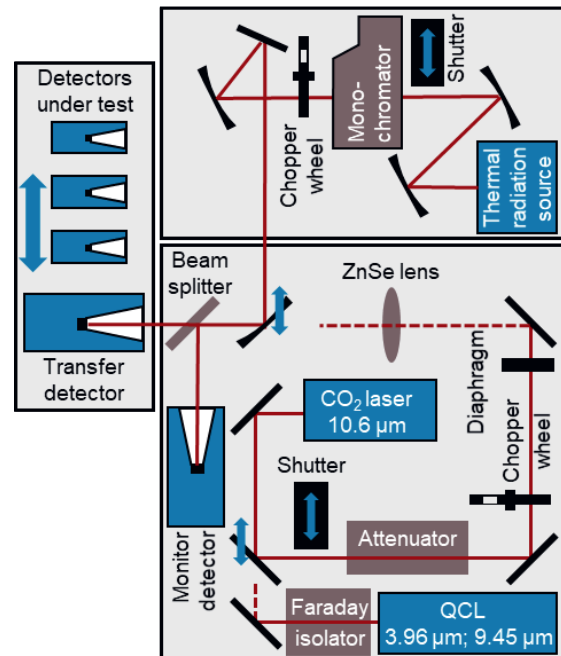 Detectors
under test
Transfer
detector
Chopper
wheel
Mono-
chromator
Shutter
Thermal
radiation
source
Beam
splitter
ZnSe lens
Diaphragm
Chopper
wheel
CO₂ laser
10.6 µm
Shutter
Monitor
detector
Attenuator
Faraday
isolator
QCL
3.96 µm; 9.45 µm